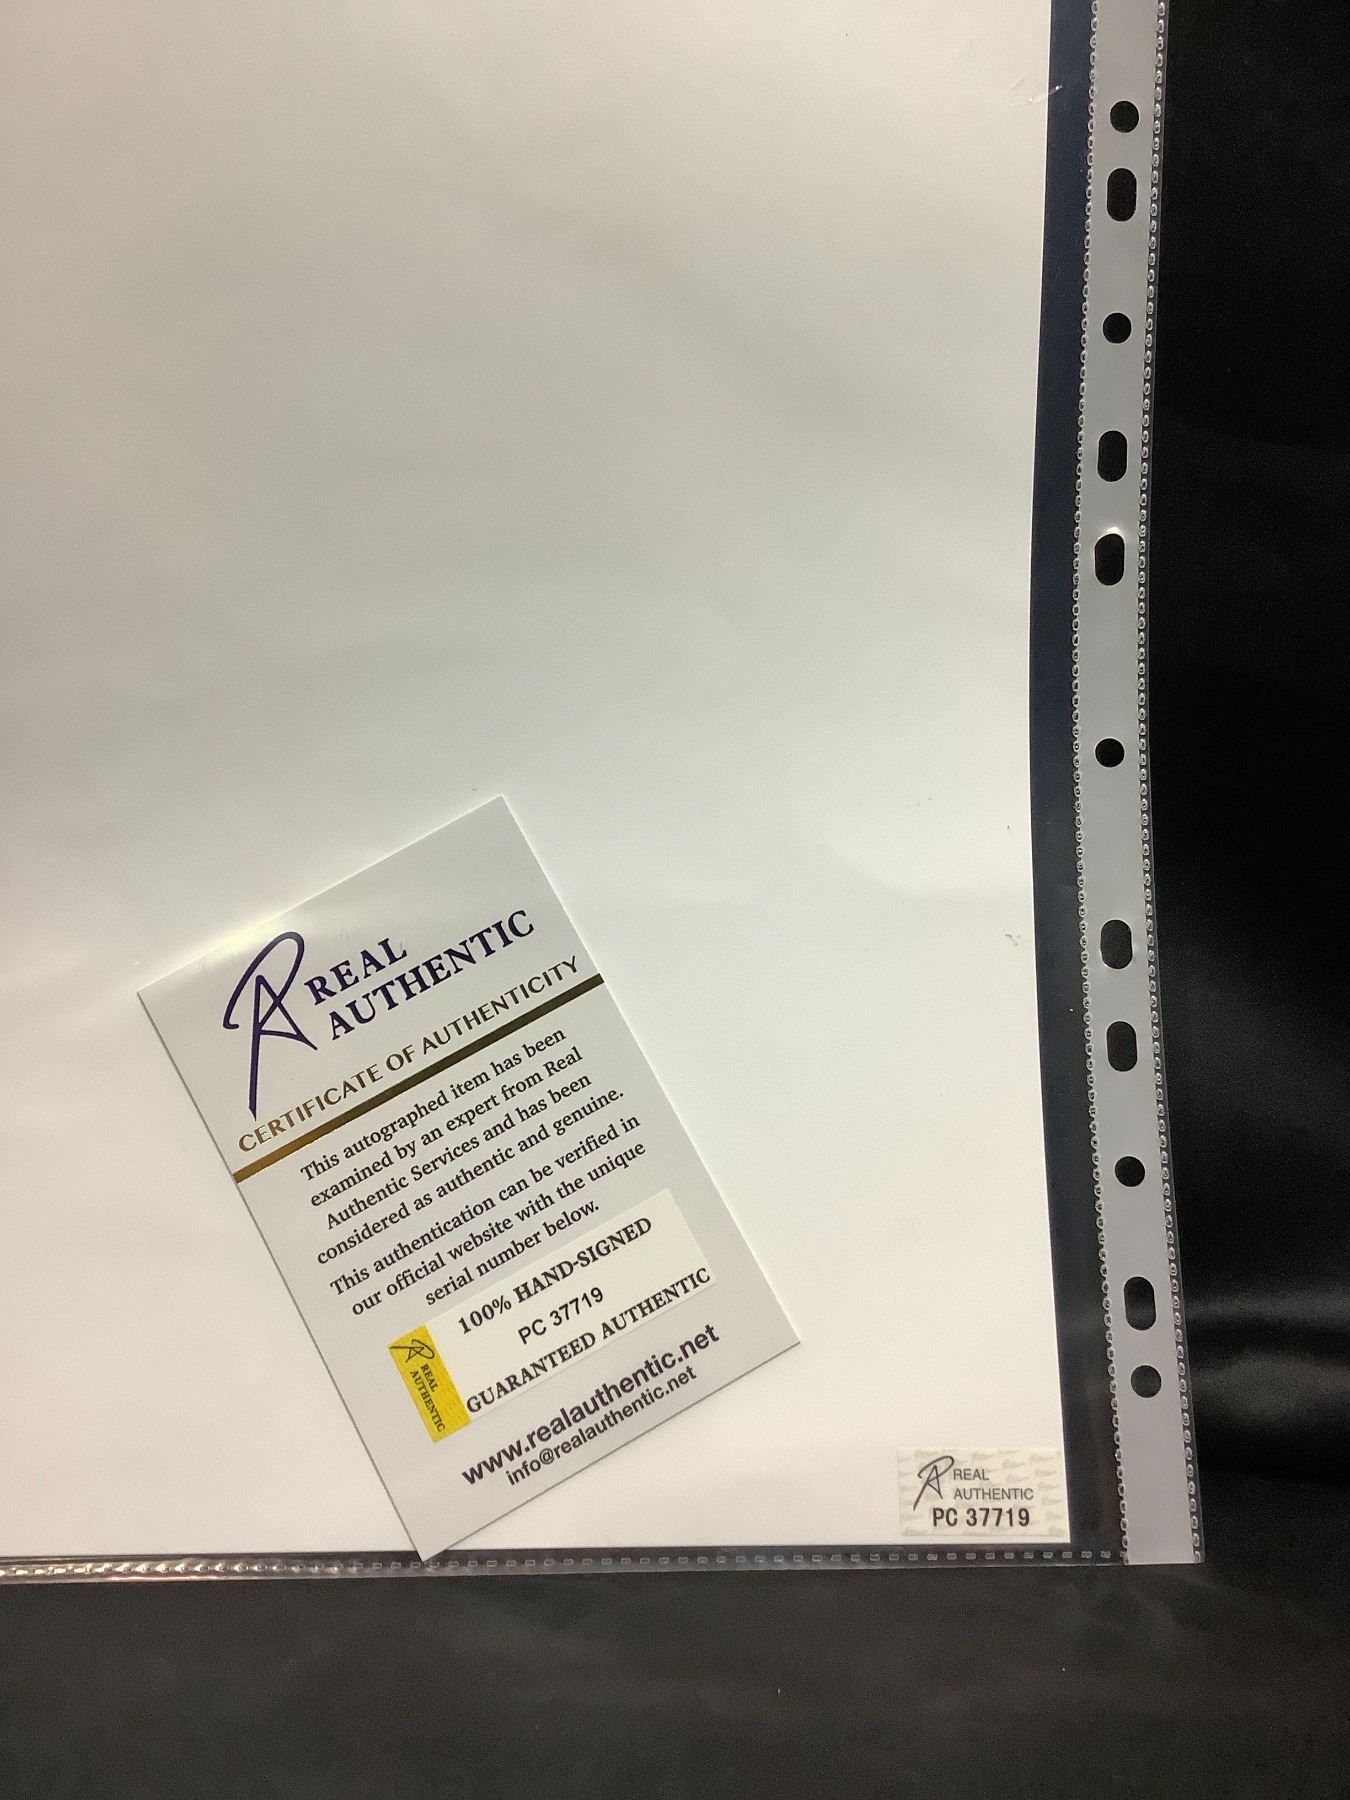 REAL
AUTHENTIC
CERTIFICATE OF AUTHENTICITY
This autographed item has been
examined by an expert from Real
Authentic Services and has been
considered as authentic and genuine.
This authentication can be verified in
our official website with the unique
serial number below.
REAL
AUTHENTIC
100% HAND-SIGNED
PC 37719
GUARANTEED AUTHENTIC
www.realauthentic.net
info@realauthentic.net
REAL
AUTHENTIC
PC 37719